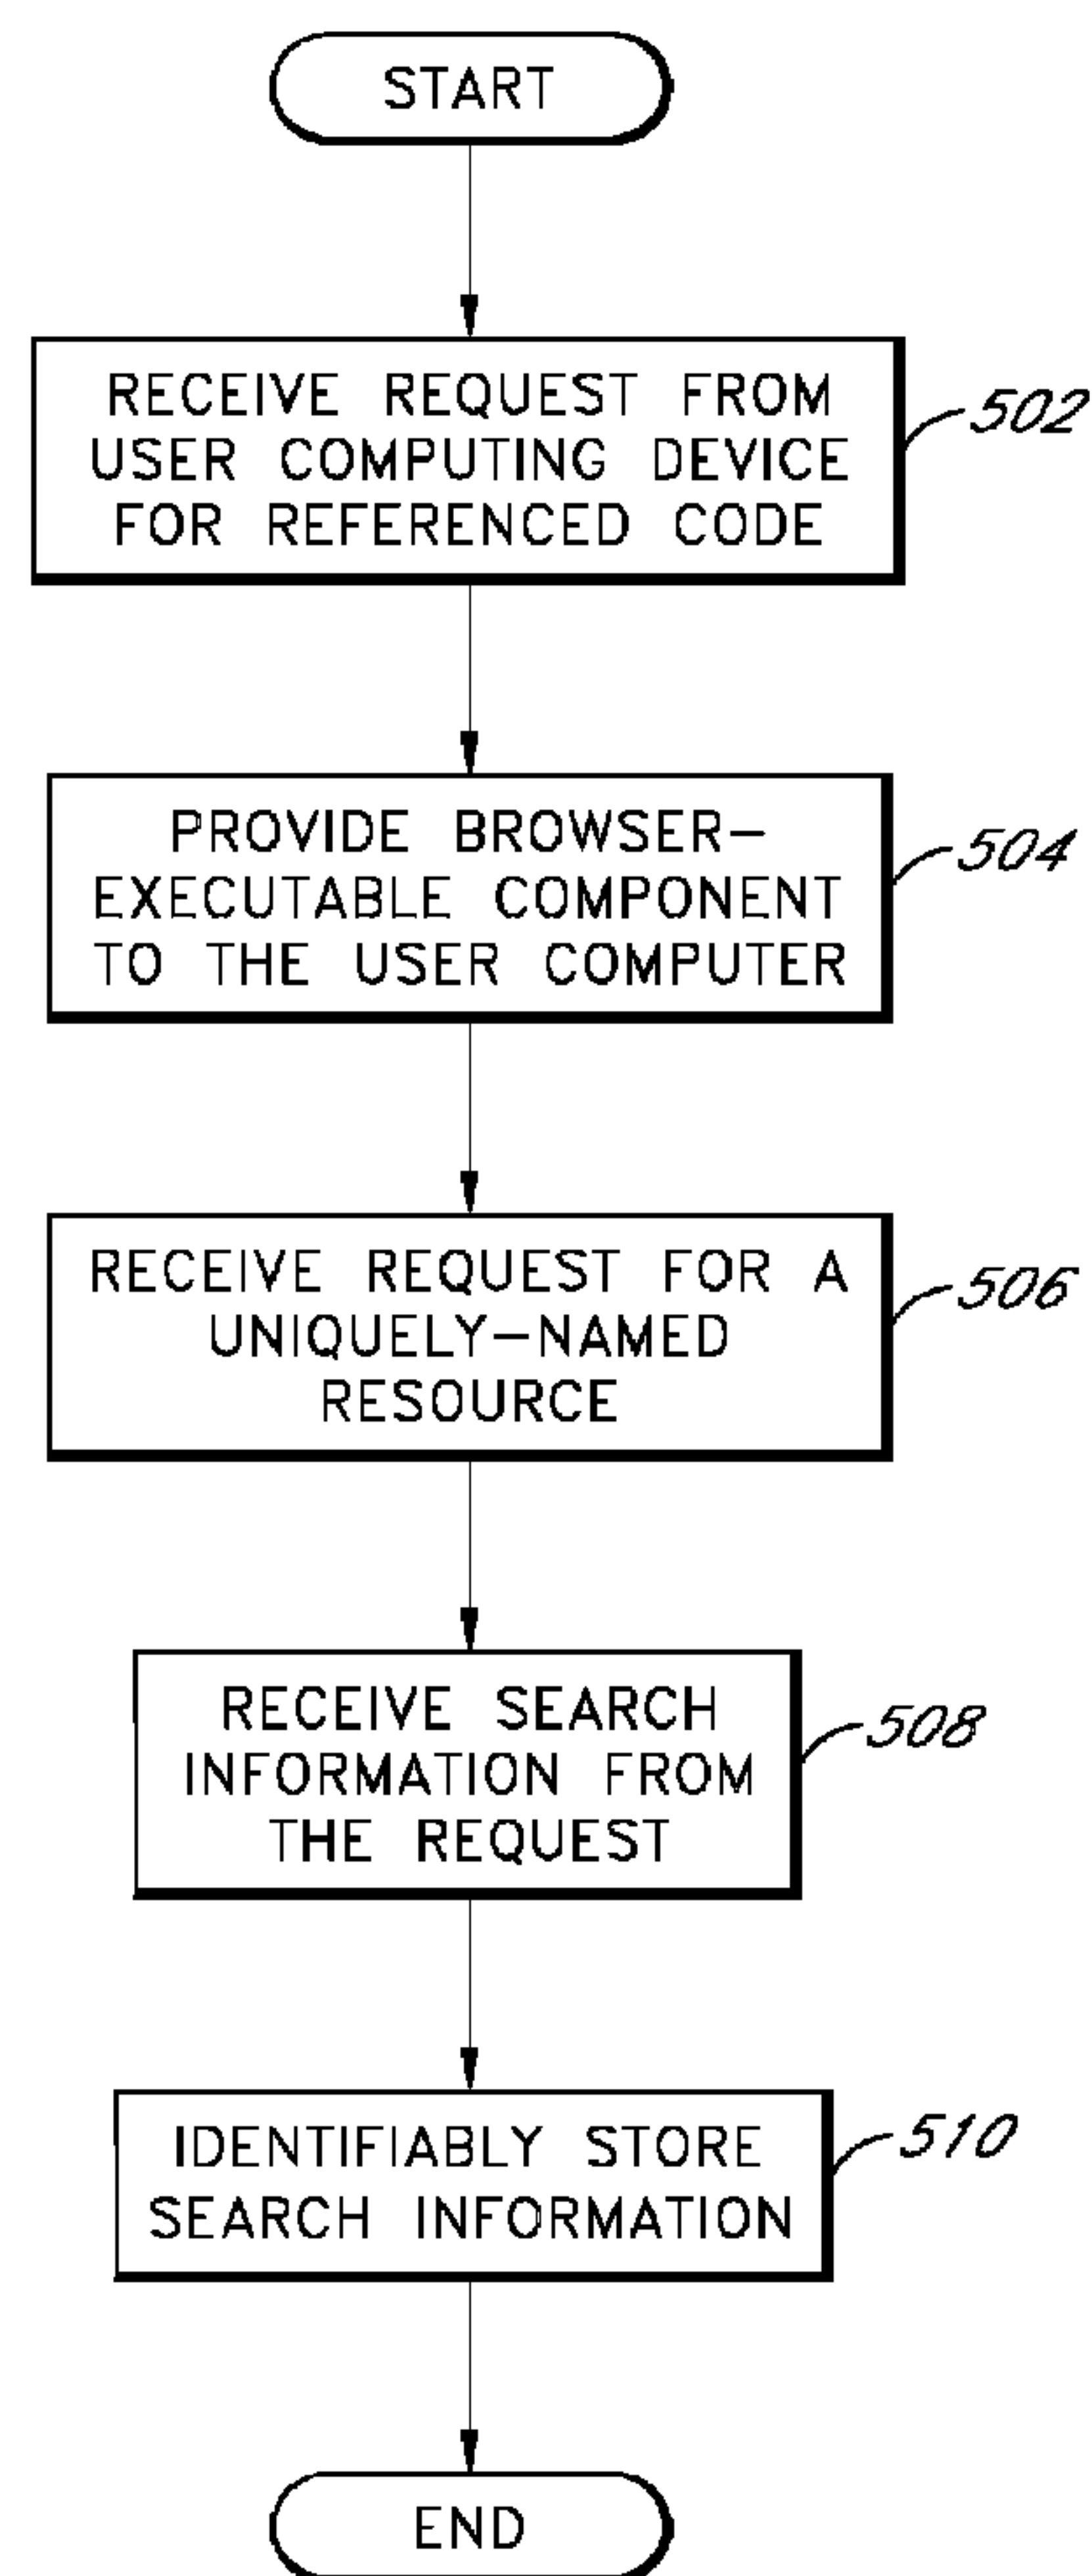 START
RECEIVE REQUEST FROM
USER COMPUTING DEVICE
FOR REFERENCED CODE
502
PROVIDE BROWSER-
EXECUTABLE COMPONENT
TO THE USER COMPUTER
504
RECEIVE REQUEST FOR A
UNIQUELY-NAMED
RESOURCE
506
RECEIVE SEARCH
INFORMATION FROM
THE REQUEST
508
IDENTIFIABLY STORE
SEARCH INFORMATION
510
END